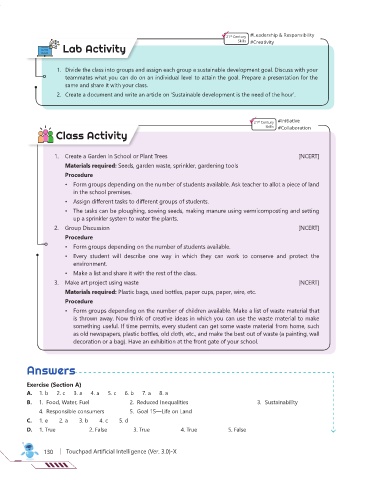 21st Century Skills #Leadership & Responsibility
#Creativity
Lab Activity
1. Divide the class into groups and assign each group a sustainable development goal. Discuss with your
teammates what you can do on an individual level to attain the goal. Prepare a presentation for the
same and share it with your class.
2. Create a document and write an article on 'Sustainable development is the need of the hour'.
21st Century Skills #Initiative
#Collaboration
Class Activity
1. Create a Garden in School or Plant Trees [NCERT]
Materials required: Seeds, garden waste, sprinkler, gardening tools
Procedure
• Form groups depending on the number of students available. Ask teacher to allot a piece of land
in the school premises.
• Assign different tasks to different groups of students.
• The tasks can be ploughing, sowing seeds, making manure using vermicomposting and setting
up a sprinkler system to water the plants.
2. Group Discussion [NCERT]
Procedure
• Form groups depending on the number of students available.
• Every student will describe one way in which they can work to conserve and protect the
environment.
• Make a list and share it with the rest of the class.
3. Make art project using waste [NCERT]
Materials required: Plastic bags, used bottles, paper cups, paper, wire, etc.
Procedure
• Form groups depending on the number of children available. Make a list of waste material that
is thrown away. Now think of creative ideas in which you can use the waste material to make
something useful. If time permits, every student can get some waste material from home, such
as old newspapers, plastic bottles, old cloth, etc., and make the best out of waste (a painting, wall
decoration or a bag). Have an exhibition at the front gate of your school.
Answers
Exercise (Section A)
A. 1. b 2. c 3. a 4. a 5. c 6. b 7. a 8. a
B. 1. Food, Water, Fuel 2. Reduced Inequalities 3. Sustainability
4. Responsible consumers 5. Goal 15—Life on Land
C. 1. e 2. a 3. b 4. c 5. d
D. 1. True 2. False 3. True 4. True 5. False
130 Touchpad Artificial Intelligence (Ver. 3.0)-X